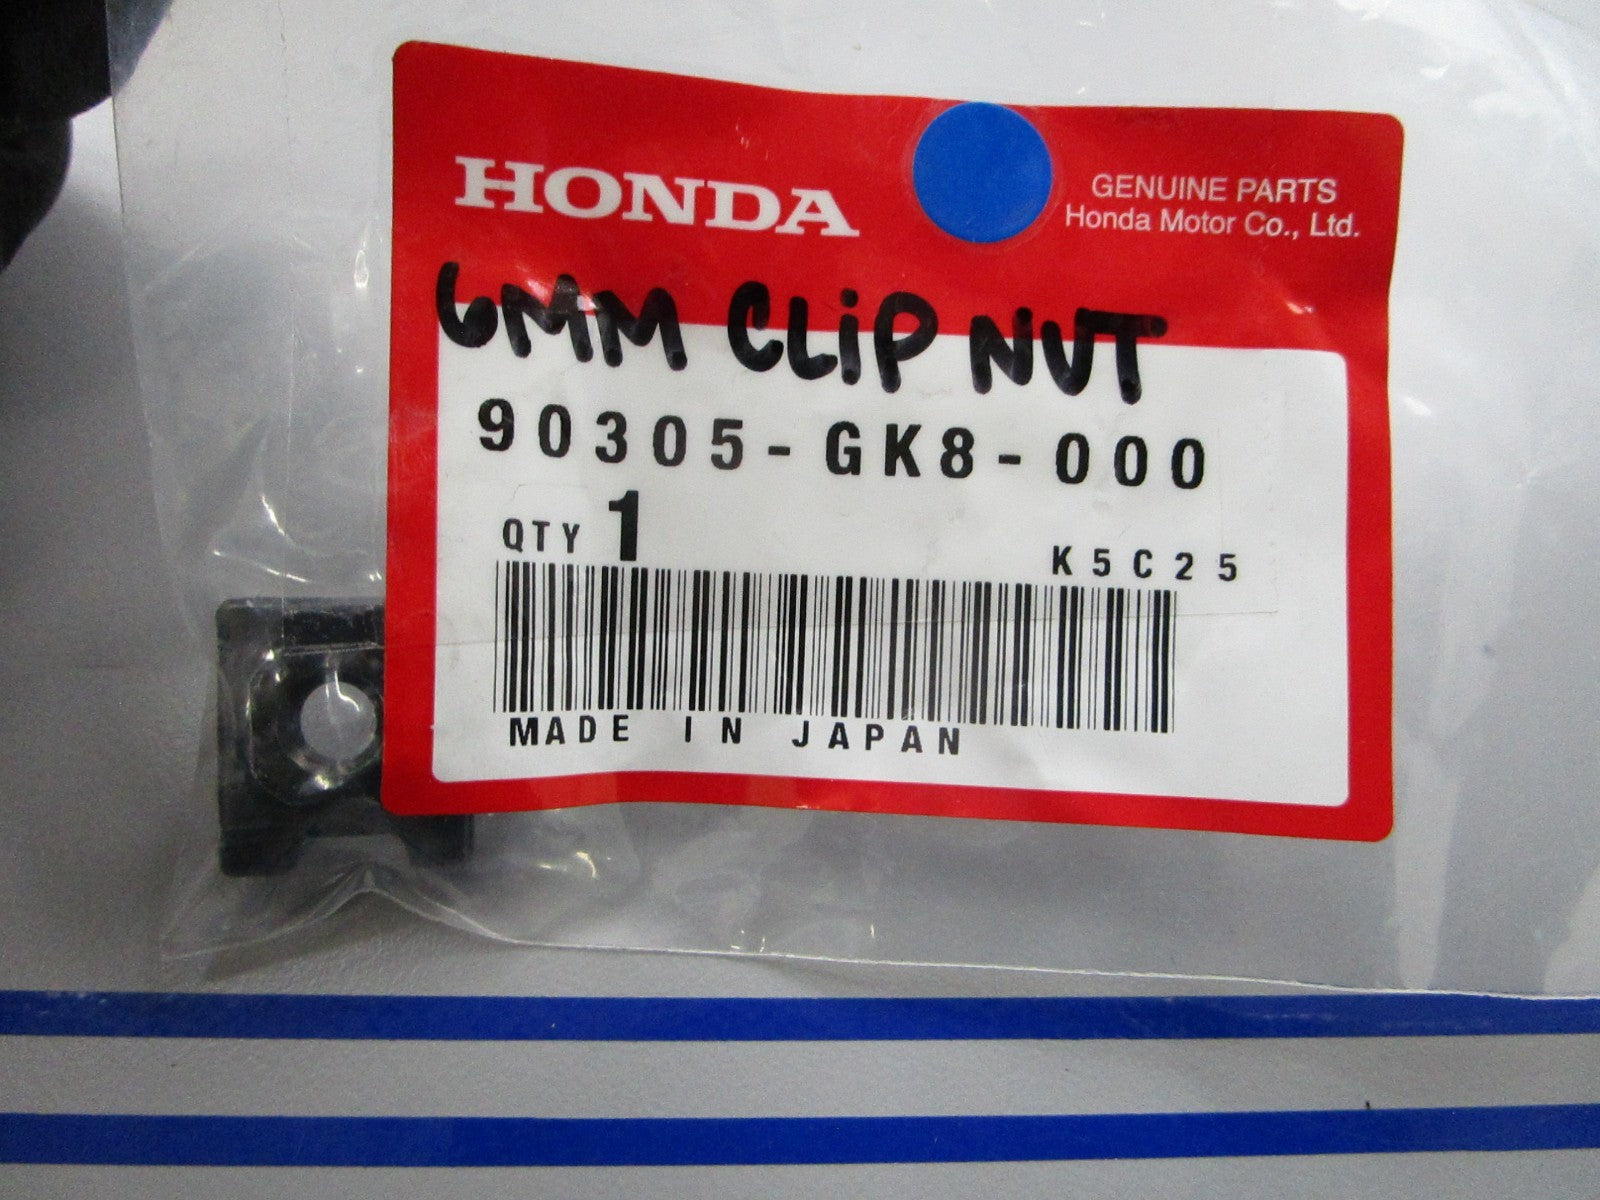 HONDA
GENUINE PARTS
Honda Motor Co., Ltd.
6MM CLiP NUT
90305-GK8-000
QTY 1
K5C25
MADE IN JAPAN